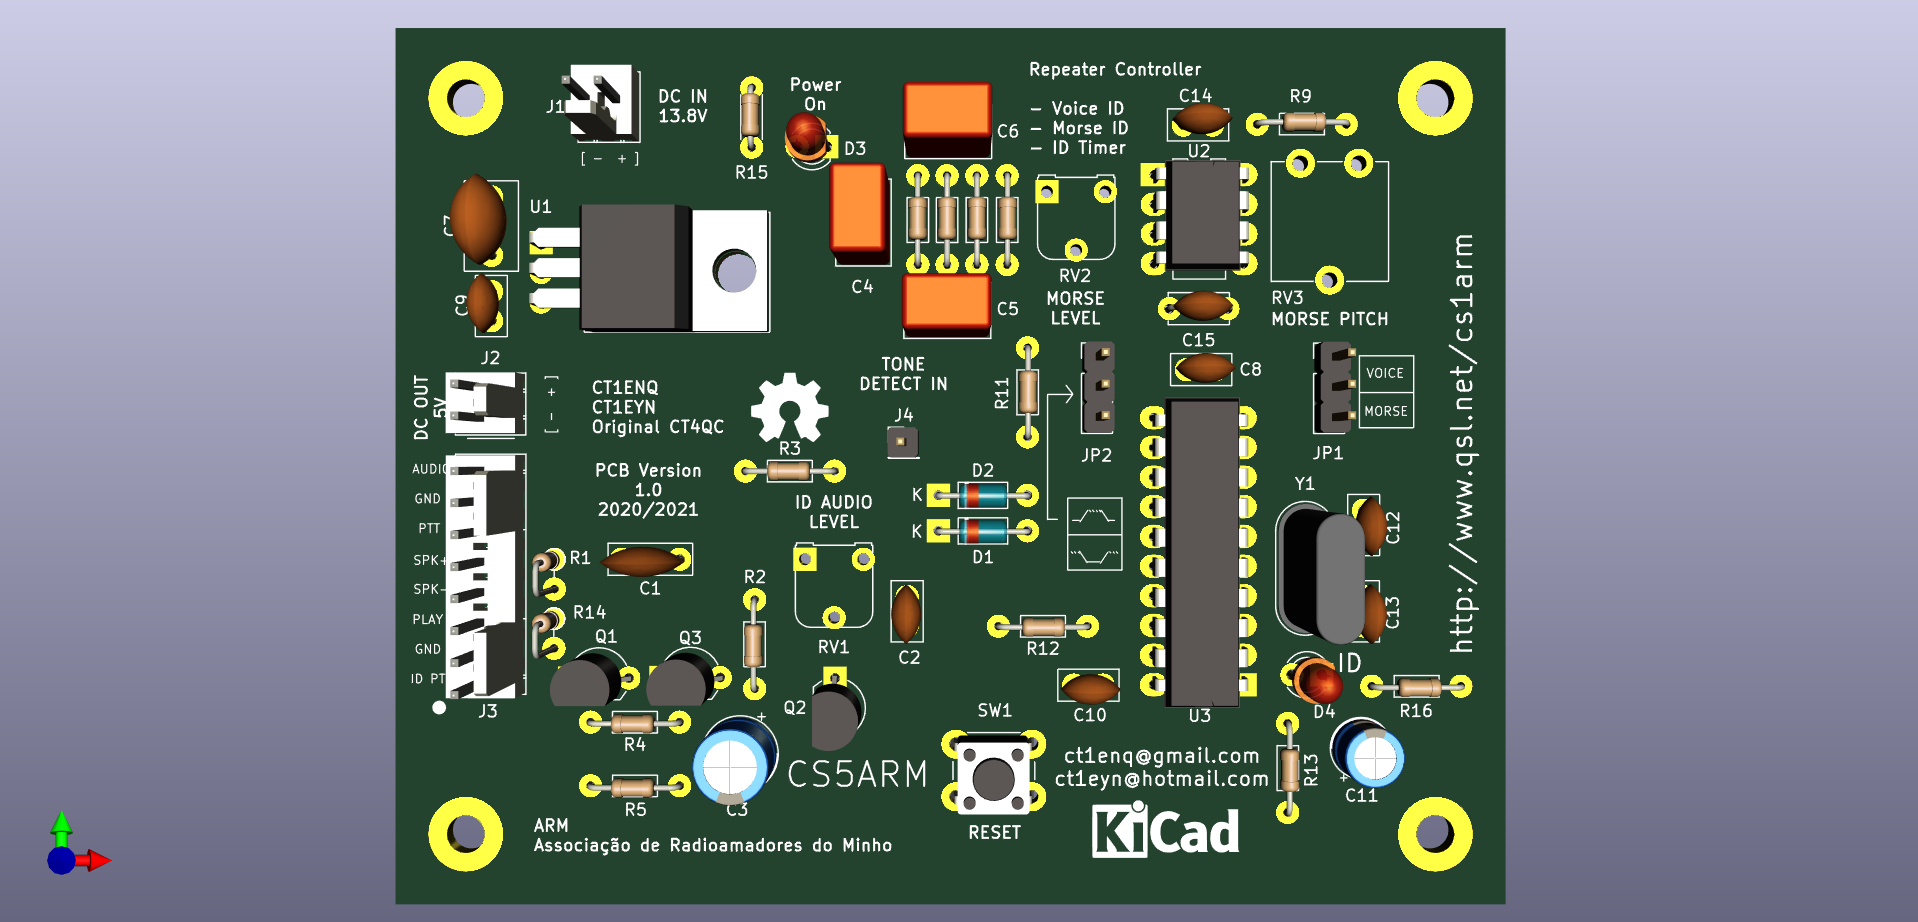 Repeater Controller
- Voice ID
- Morse ID
- ID Timer
Power
On
DC IN
13.8V
J1
[ - + ]
R15
D3
C6
C14
R9
U2
C7
U1
C4
C5
RV2
MORSE
LEVEL
RV3
MORSE PITCH
C15
C9
J2
DC OUT
5V
[ - + ]
CT1ENQ
CT1EYN
Original CT4QC
TONE
DETECT IN
J4
R11
C8
VOICE
MORSE
JP2
JP1
http://www.qsl.net/cs1arm
R3
PCB Version
1.0
2020/2021
ID AUDIO
LEVEL
D2
K
K
D1
Y1
C12
C13
AUDIO
GND
PTT
SPK+
SPK-
PLAY
GND
ID PT
J3
R1
R14
C1
R2
Q1
Q3
RV1
C2
R12
ID
Q2
C10
U3
D4
R16
R4
SW1
R13
C11
+
+
CS5ARM
ct1enq@gmail.com
ct1eyn@hotmail.com
R5
C3
RESET
KiCad
ARM
Associação de Radioamadores do Minho